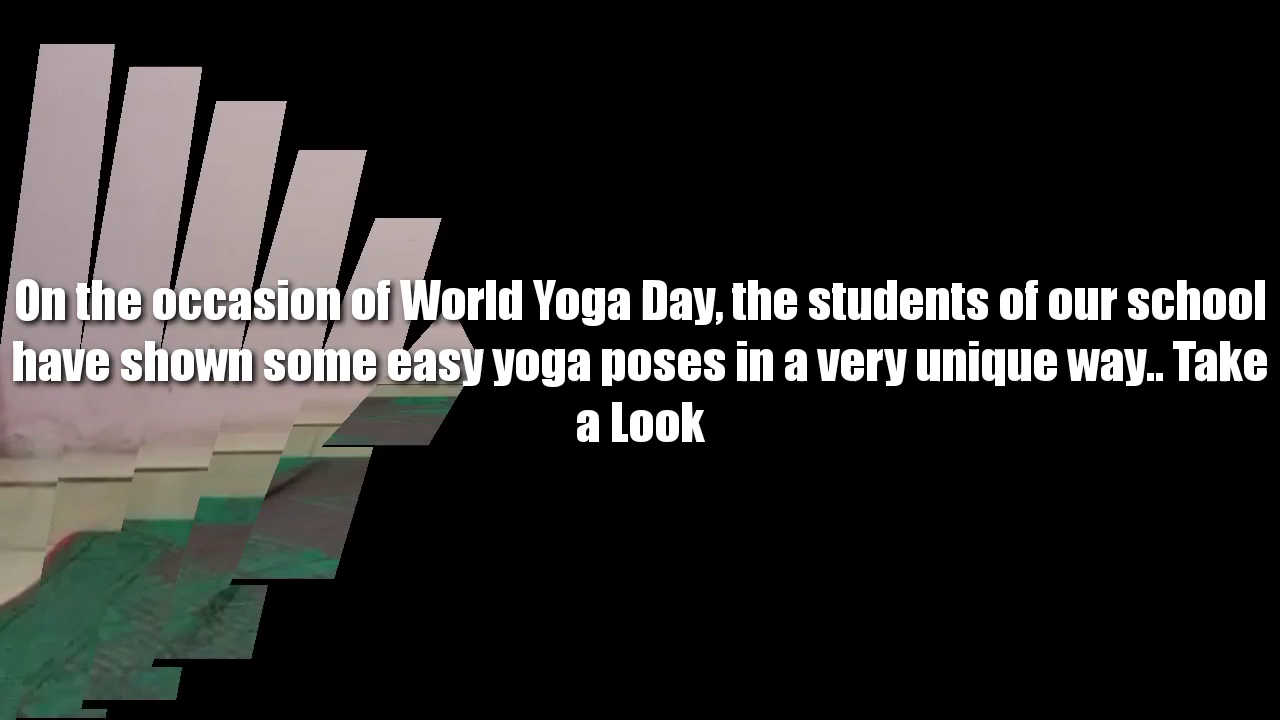 On the occasion of World Yoga Day, the students of our school
have shown some easy yoga poses in a very unique way.. Take
a Look